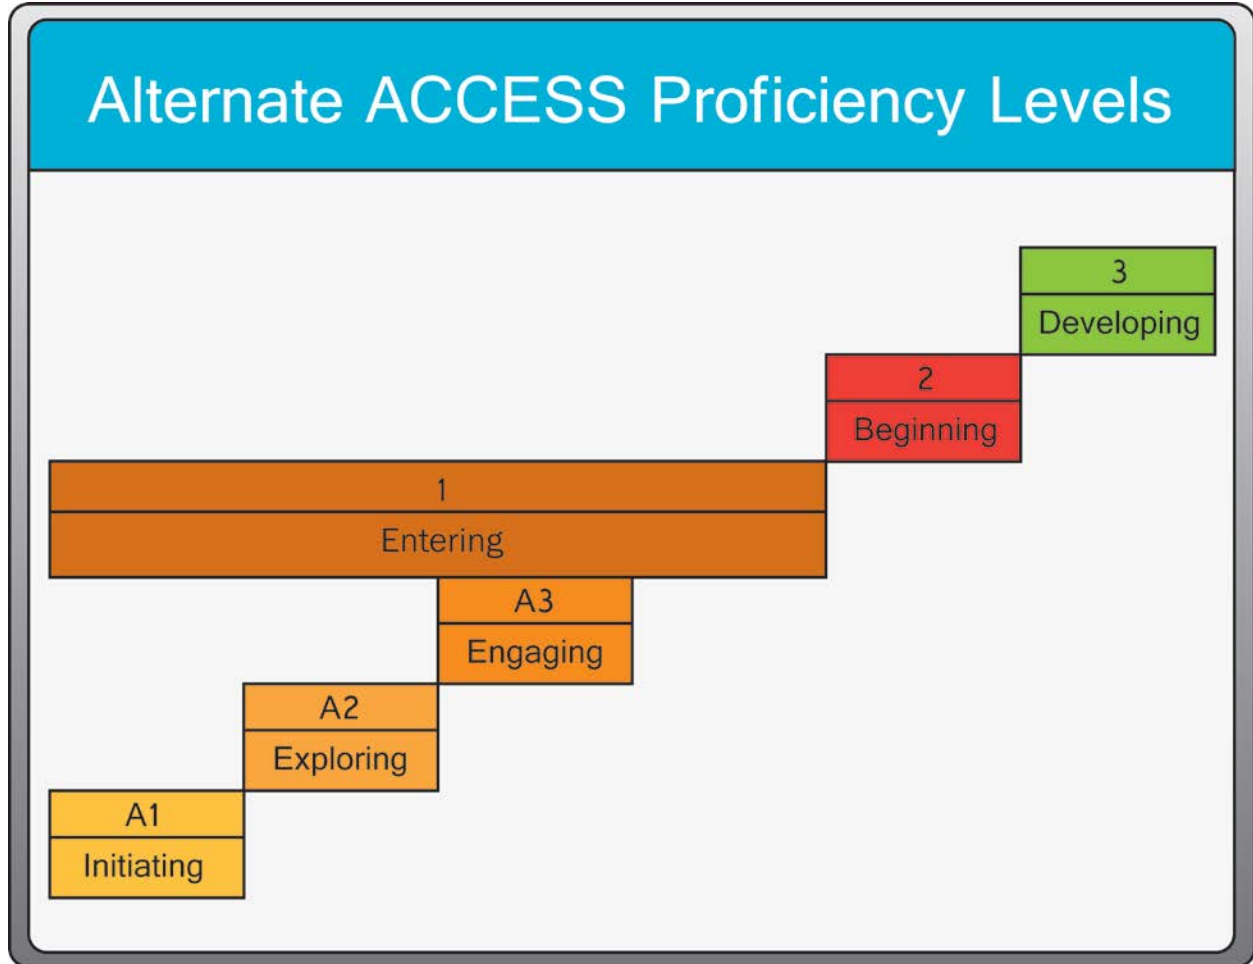 Alternate ACCESS Proficiency Levels
3
Developing
2
Beginning
1
Entering
A3
Engaging
A2
Exploring
A1
Initiating